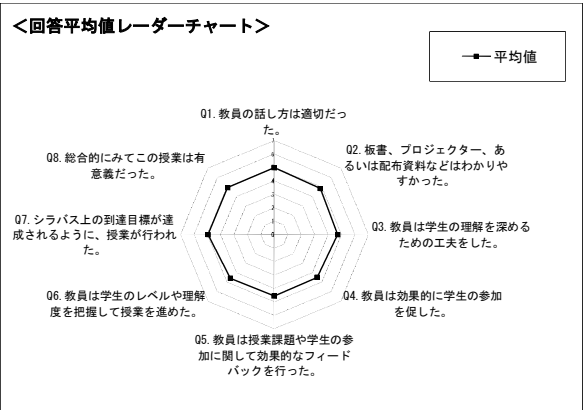 ＜回答平均値レーダーチャート＞
平均値
Q1. 教員の話し方は適切だっ
た。
Q2. 板書、プロジェクター、あ
るいは配布資料などはわかりや
すかった。
Q3. 教員は学生の理解を深める
ための工夫をした。
Q4. 教員は効果的に学生の参加
を促した。
Q5. 教員は授業課題や学生の参
加に関して効果的なフィード
バックを行った。
Q6. 教員は学生のレベルや理解
度を把握して授業を進めた。
Q7. シラバス上の到達目標が達
成されるように、授業が行われ
た。
Q8. 総合的にみてこの授業は有
意義だった。
7
6
5
4
3
2
1
0